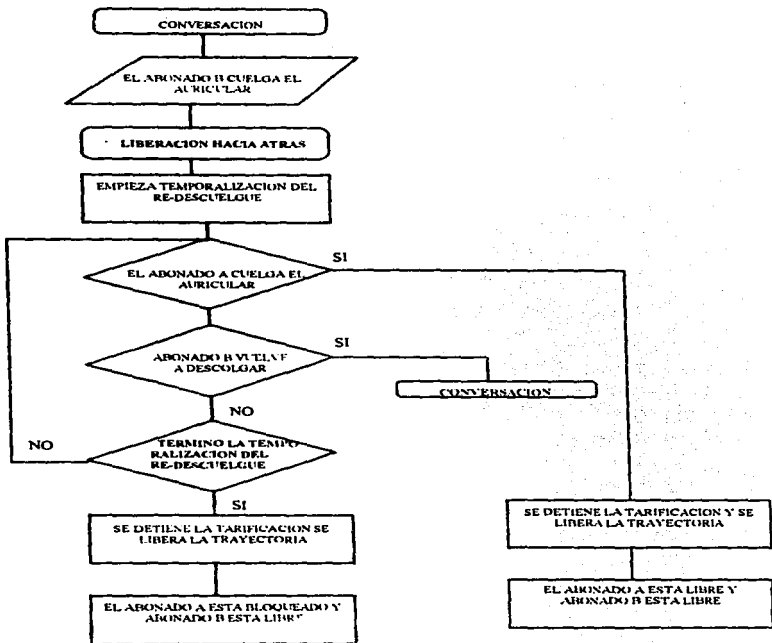 CONVERSACION
EL ABONADO B CUELGA EL
AURICULAR
LIBERACION HACIA ATRAS
EMPIEZA TEMPORALIZACION DEL
RE-DESCUELGUE
EL ABONADO A CUELGA EL
AURICULAR
SI
ABONADO B VUELVE
A DESCOLGAR
SI
CONVERSACION
NO
TERMINO LA TEMPO
RALIZACION DEL
RE-DESCUELGUE
NO
SI
SE DETIENE LA TARIFICACION SE
LIBERA LA TRAYECTORIA
EL ABONADO A ESTA BLOQUEADO Y
ABONADO B ESTA LIBRE
SE DETIENE LA TARIFICACION Y SE
LIBERA LA TRAYECTORIA
EL ABONADO A ESTA LIBRE Y
ABONADO B ESTA LIBRE